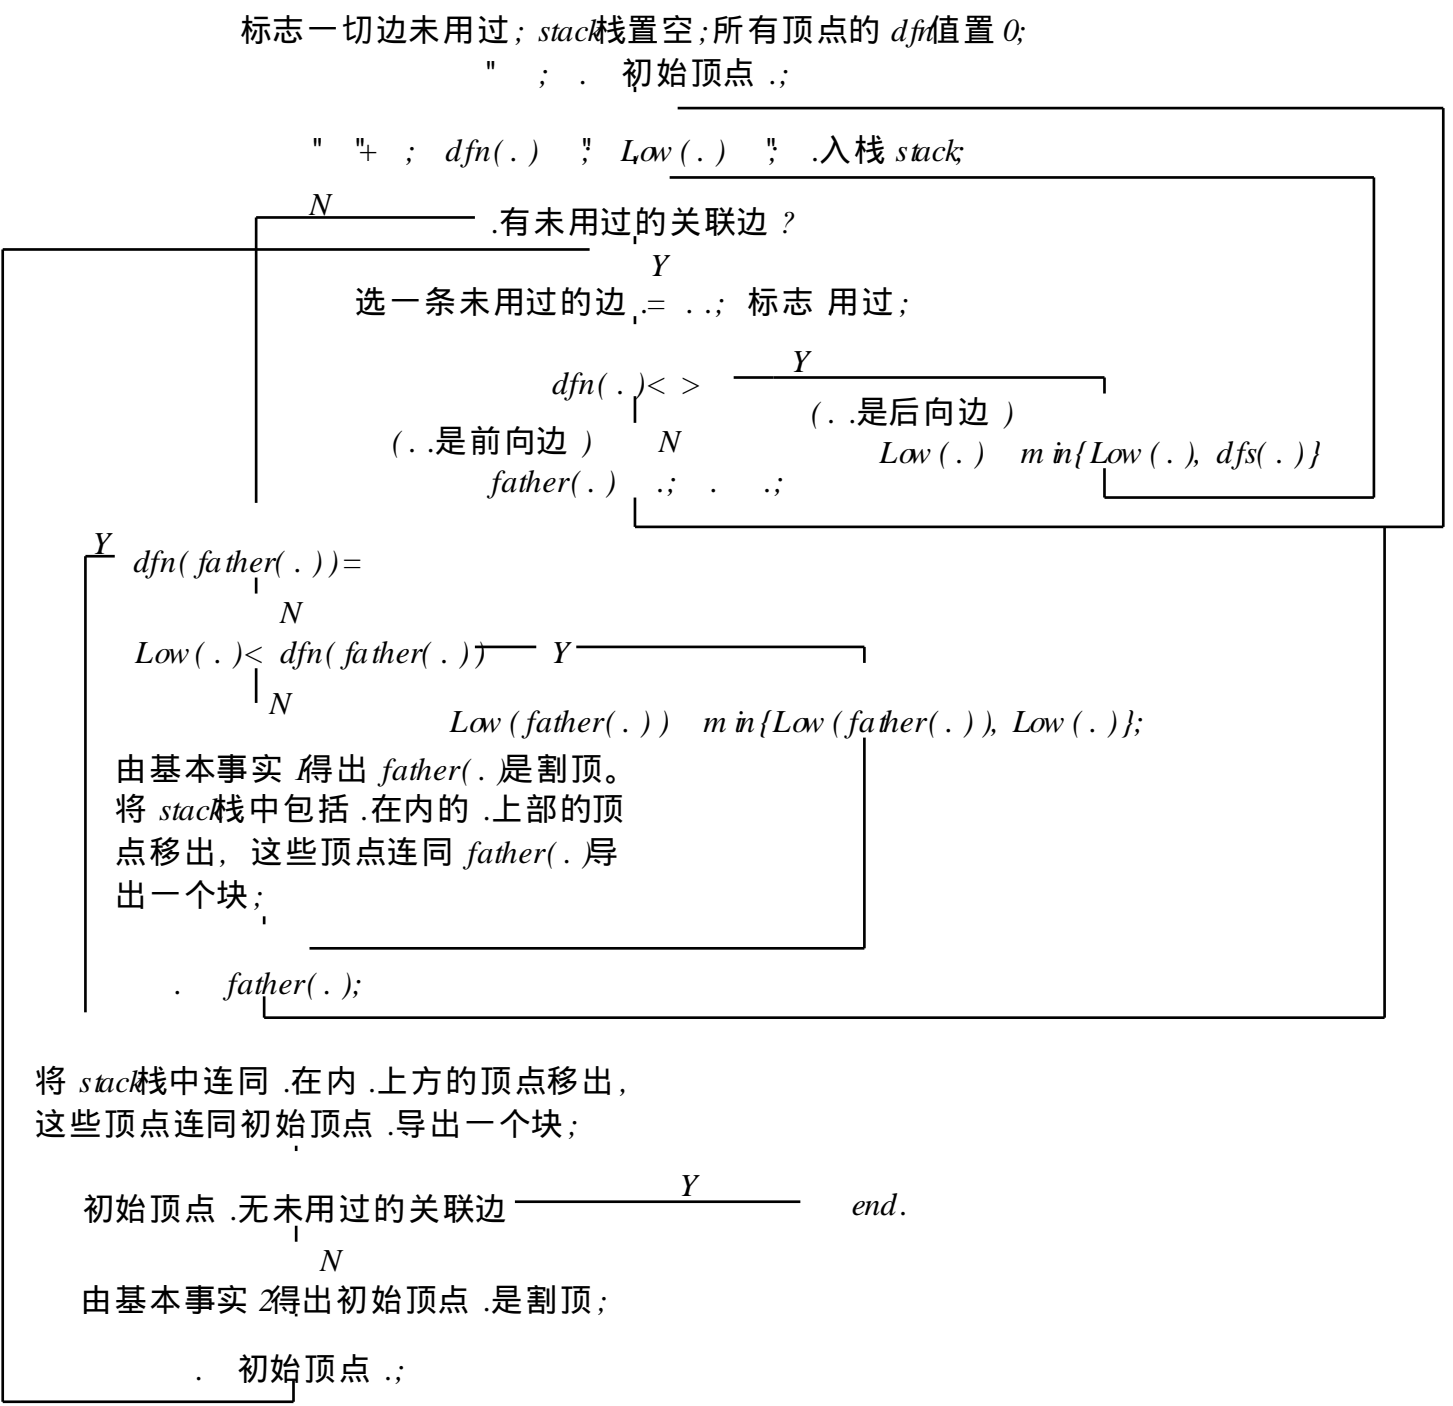 标志一切边未用过; stack栈置空;所有顶点的 dfn值置 0;
" ; . 初始顶点 .;
" "+ ; dfn( . ) "; Low ( . ) "; .入栈 stack;
N
.有未用过的关联边 ?
Y
选一条未用过的边 .= . .; 标志 用过;
Y
dfn( . )< >
( . .是后向边 )
( . .是前向边 ) N
Low ( . ) min{Low ( . ), dfs( . )}
father( . ) .; . .;
Y
dfn( father( . ))=
N
Low ( . )< dfn( father( . )) Y
N
Low ( father( . )) min{Low ( father( . )), Low ( . )};
由基本事实 1得出 father( . )是割顶。
将 stack栈中包括 .在内的 .上部的顶
点移出, 这些顶点连同 father( . )导
出一个块;
. father( . );
将 stack栈中连同 .在内 .上方的顶点移出,
这些顶点连同初始顶点 .导出一个块;
Y
初始顶点 .无未用过的关联边 end.
N
由基本事实 2得出初始顶点 .是割顶;
. 初始顶点 .;